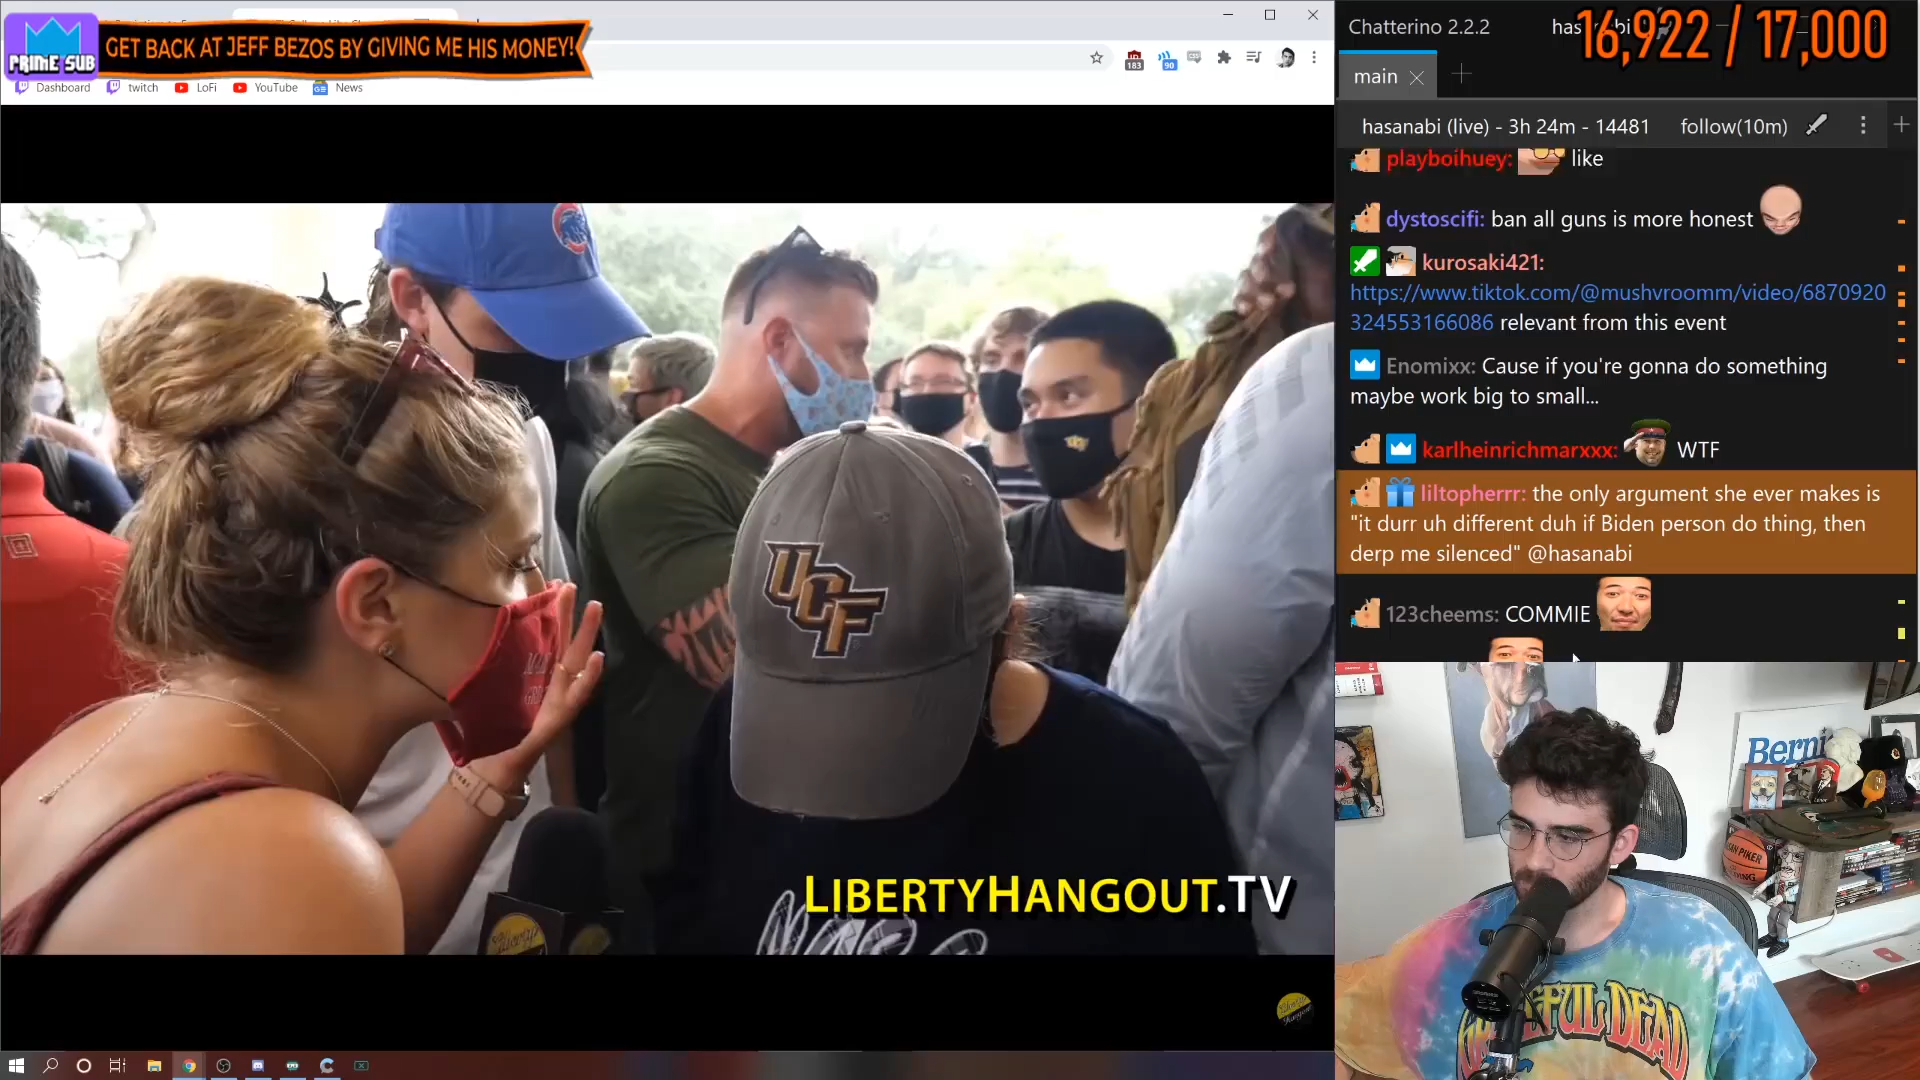 PRIME SUB
GET BACK AT JEFF BEZOS BY GIVING ME HIS MONEY!
183
90
Dashboard
twitch
LoFi
YouTube
News
UCF
LIBERTYHANGOUT.TV
Chatterino 2.2.2
16,922 / 17,000
main
hasanabi (live) - 3h 24m - 14481
follow(10m)
playboihuey: like
dystoscifi: ban all guns is more honest
kurosaki421:
https://www.tiktok.com/@mushvroomm/video/6870920
324553166086 relevant from this event
Enomixx: Cause if you're gonna do something
maybe work big to small...
karlheinrichmarxxx: WTF
liltopherrr: the only argument she ever makes is
"it durr uh different duh if Biden person do thing, then
derp me silenced" @hasanabi
123cheems: COMMIE
Berni